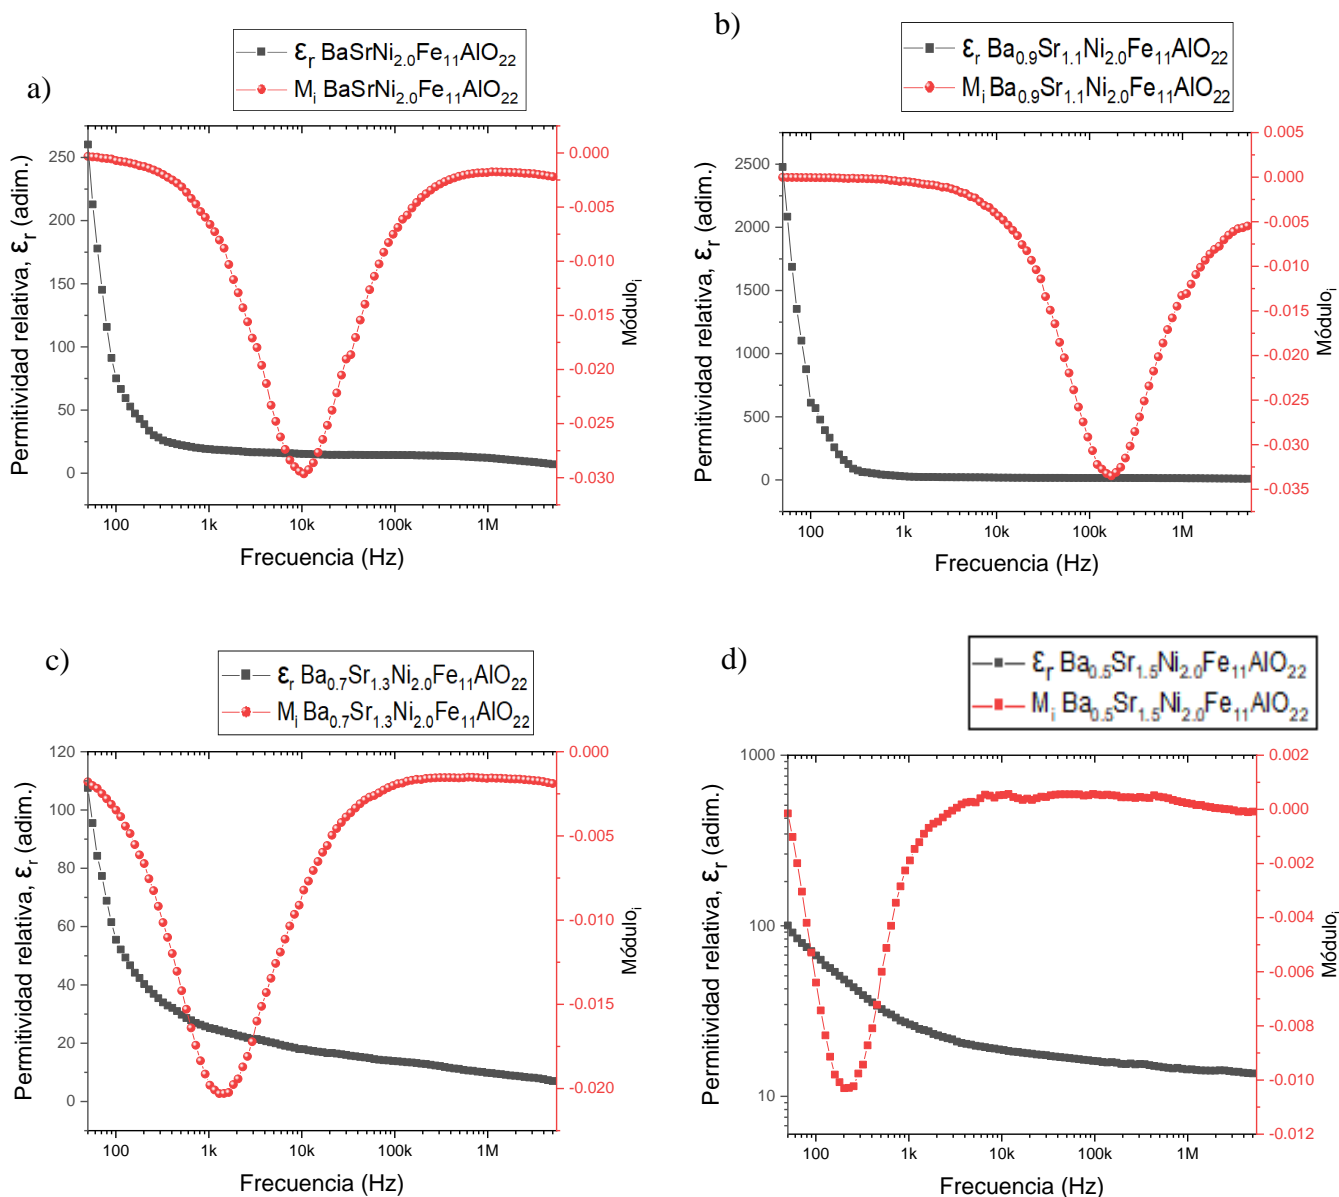 a)
εr BaSrNi2.0Fe11AlO22
Mi BaSrNi2.0Fe11AlO22
250
200
150
100
50
0
Permitividad relativa, εr (adim.)
0.000
-0.005
-0.010
-0.015
-0.020
-0.025
-0.030
Móduloi
100 1k 10k 100k 1M
Frecuencia (Hz)
b)
εr Ba0.9Sr1.1Ni2.0Fe11AlO22
Mi Ba0.9Sr1.1Ni2.0Fe11AlO22
2500
2000
1500
1000
500
0
Permitividad relativa, εr (adim.)
0.005
0.000
-0.005
-0.010
-0.015
-0.020
-0.025
-0.030
-0.035
Móduloi
100 1k 10k 100k 1M
Frecuencia (Hz)
c)
εr Ba0.7Sr1.3Ni2.0Fe11AlO22
Mi Ba0.7Sr1.3Ni2.0Fe11AlO22
120
100
80
60
40
20
0
Permitividad relativa, εr (adim.)
0.000
-0.005
-0.010
-0.015
-0.020
Móduloi
100 1k 10k 100k 1M
Frecuencia (Hz)
d)
εr Ba0.5Sr1.5Ni2.0Fe11AlO22
Mi Ba0.5Sr1.5Ni2.0Fe11AlO22
1000
100
10
Permitividad relativa, εr (adim.)
0.002
0.000
-0.002
-0.004
-0.006
-0.008
-0.010
-0.012
Móduloi
100 1k 10k 100k 1M
Frecuencia (Hz)